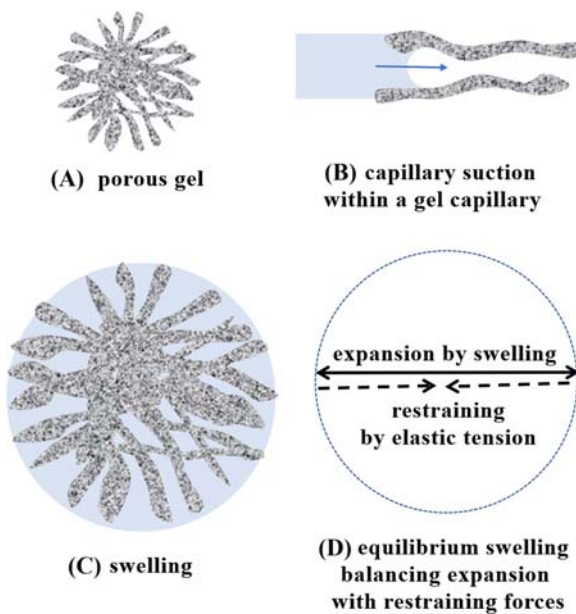 (A) porous gel
(B) capillary suction
within a gel capillary
expansion by swelling
restraining
by elastic tension
(C) swelling
(D) equilibrium swelling
balancing expansion
with restraining forces